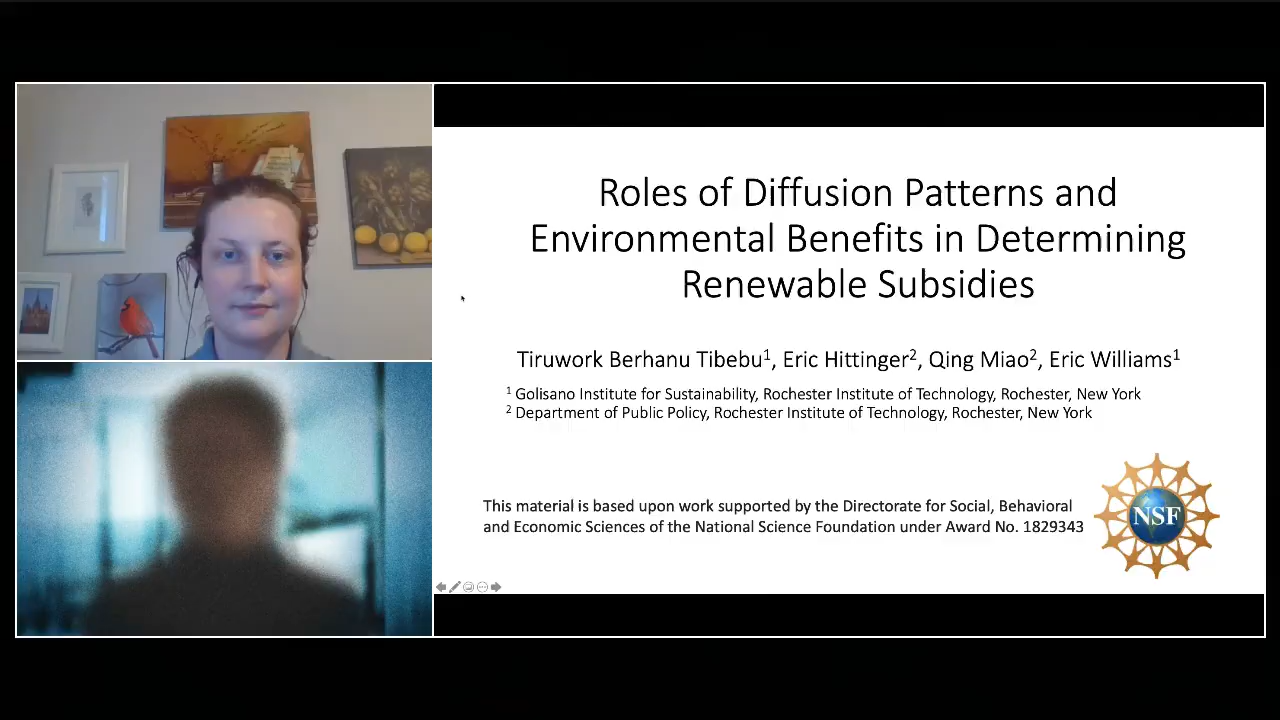 Roles of Diffusion Patterns and
Environmental Benefits in Determining
Renewable Subsidies
Tiruwork Berhanu Tibebu¹, Eric Hittinger², Qing Miao², Eric Williams¹
¹ Golisano Institute for Sustainability, Rochester Institute of Technology, Rochester, New York
² Department of Public Policy, Rochester Institute of Technology, Rochester, New York
This material is based upon work supported by the Directorate for Social, Behavioral
and Economic Sciences of the National Science Foundation under Award No. 1829343
NSF